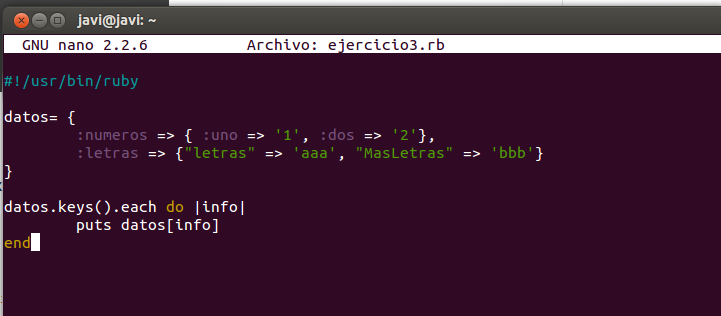 javi@javi: ~
GNU nano 2.2.6 Archivo: ejercicio3.rb
#!/usr/bin/ruby
datos= {
:numeros => { :uno => '1', :dos => '2'},
:letras => {"letras" => 'aaa', "MasLetras" => 'bbb'}
}
datos.keys().each do |info|
puts datos[info]
end